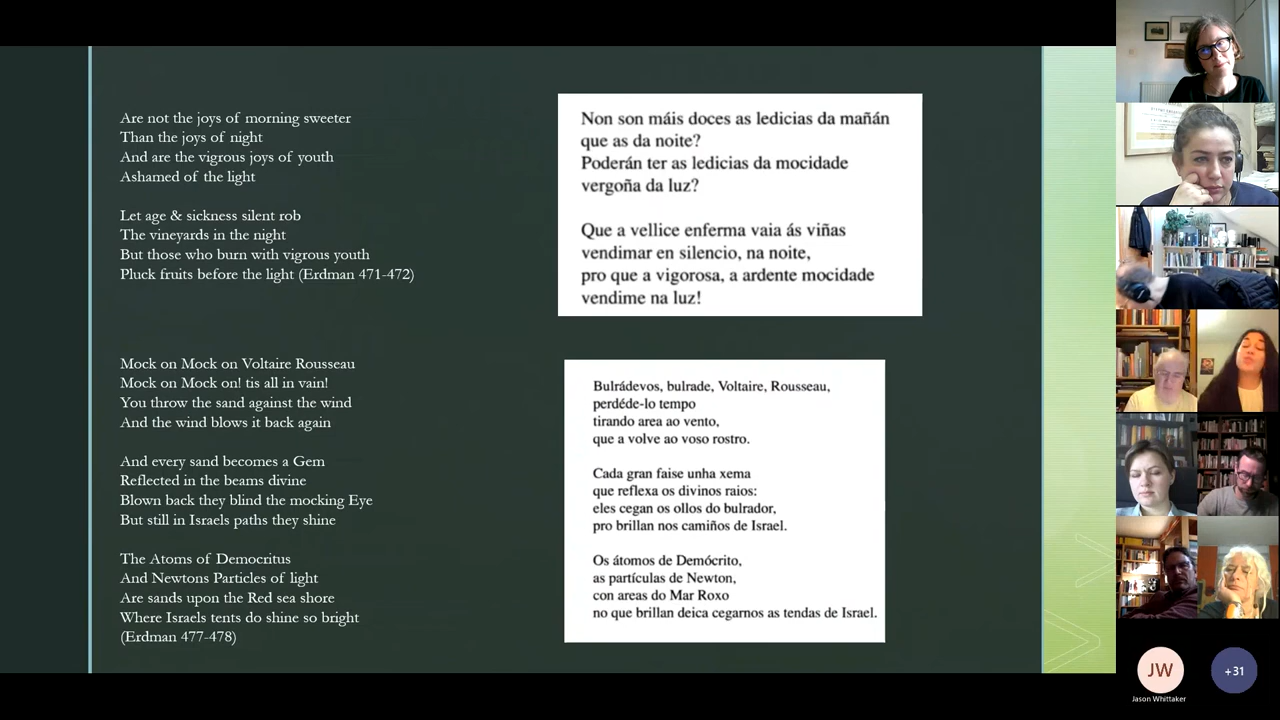 Are not the joys of morning sweeter
Than the joys of night
And are the vigrous joys of youth
Ashamed of the light
Let age & sickness silent rob
The vineyards in the night
But those who burn with vigrous youth
Pluck fruits before the light (Erdman 471-472)
Mock on Mock on Voltaire Rousseau
Mock on Mock on! tis all in vain!
You throw the sand against the wind
And the wind blows it back again
And every sand becomes a Gem
Reflected in the beams divine
Blown back they blind the mocking Eye
But still in Israels paths they shine
The Atoms of Democritus
And Newtons Particles of light
Are sands upon the Red sea shore
Where Israels tents do shine so bright
(Erdman 477-478)
Non son máis doces as ledicias da mañán
que as da noite?
Poderán ter as ledicias da mocidade
vergoña da luz?
Que a vellice enferma vaia ás viñas
vendimar en silencio, na noite,
pro que a vigorosa, a ardente mocidade
vendime na luz!
Bulrádevos, bulrade, Voltaire, Rousseau,
perdéde-lo tempo
tirando area ao vento,
que a volve ao voso rostro.
Cada gran faise unha xema
que reflexa os divinos raios:
eles cegan os ollos do bulrador,
pro brillan nos camiños de Israel.
Os átomos de Demócrito,
as partículas de Newton,
con areas do Mar Roxo
no que brillan deica cegarnos as tendas de Israel.
JW
Jason Whittaker
+31